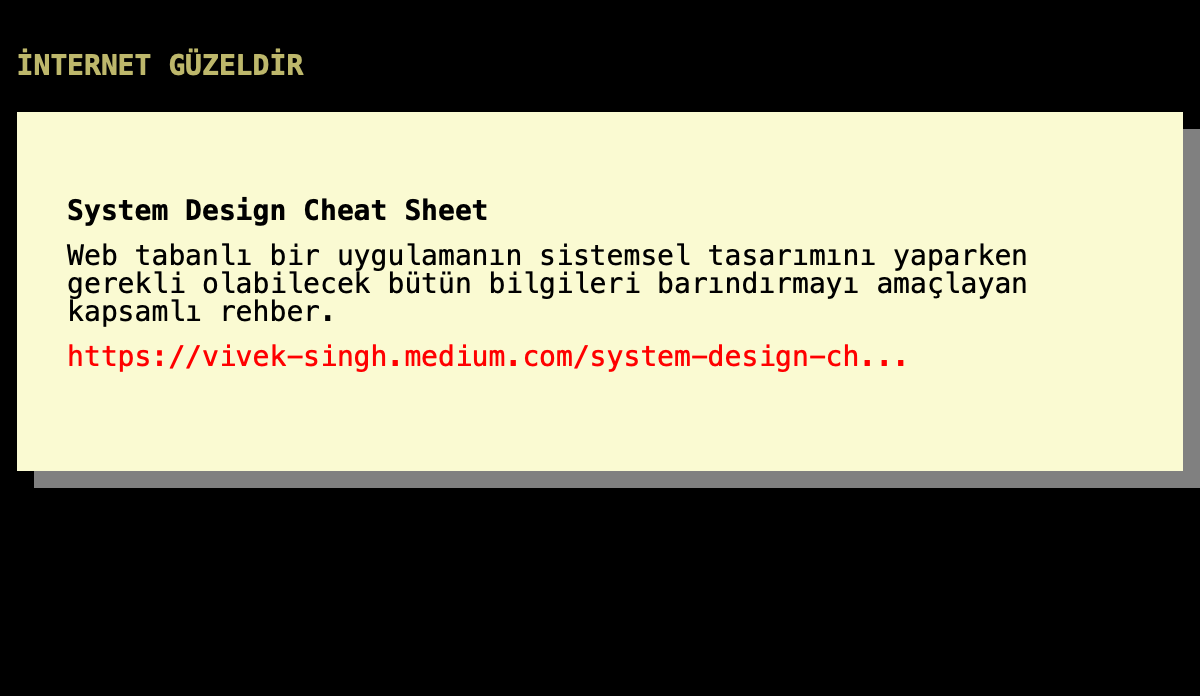 İNTERNET GÜZELDİR
System Design Cheat Sheet
Web tabanlı bir uygulamanın sistemsel tasarımını yaparken
gerekli olabilecek bütün bilgileri barındırmayı amaçlayan
kapsamlı rehber.
https://vivek-singh.medium.com/system-design-ch...